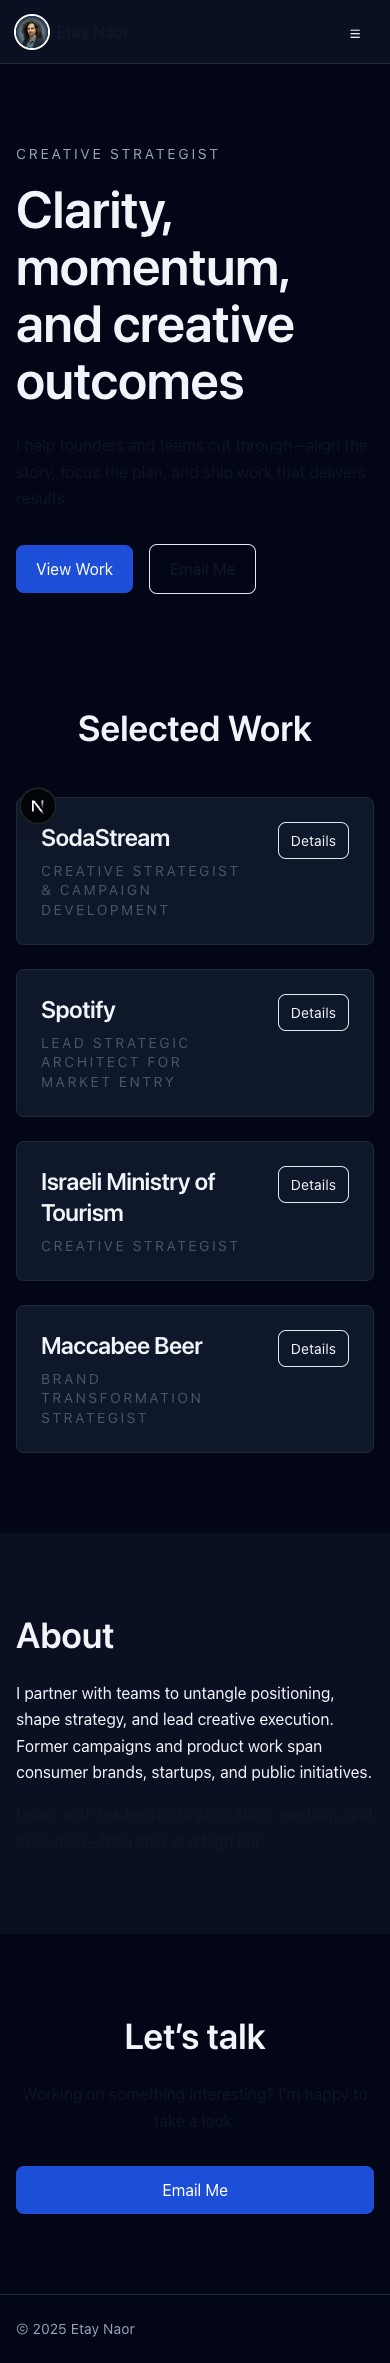 Etay Naor
☰
CREATIVE STRATEGIST
Clarity,
momentum,
and creative
outcomes
I help founders and teams cut through—align the
story, focus the plan, and ship work that delivers
results.
View Work
Email Me
Selected Work
N
SodaStream
Details
CREATIVE STRATEGIST
& CAMPAIGN
DEVELOPMENT
Spotify
Details
LEAD STRATEGIC
ARCHITECT FOR
MARKET ENTRY
Israeli Ministry of
Tourism
Details
CREATIVE STRATEGIST
Maccabee Beer
Details
BRAND
TRANSFORMATION
STRATEGIST
About
I partner with teams to untangle positioning,
shape strategy, and lead creative execution.
Former campaigns and product work span
consumer brands, startups, and public initiatives.
I work with leadership to align story, medium, and
execution—then ship at a high bar.
Let’s talk
Working on something interesting? I’m happy to
take a look.
Email Me
© 2025 Etay Naor